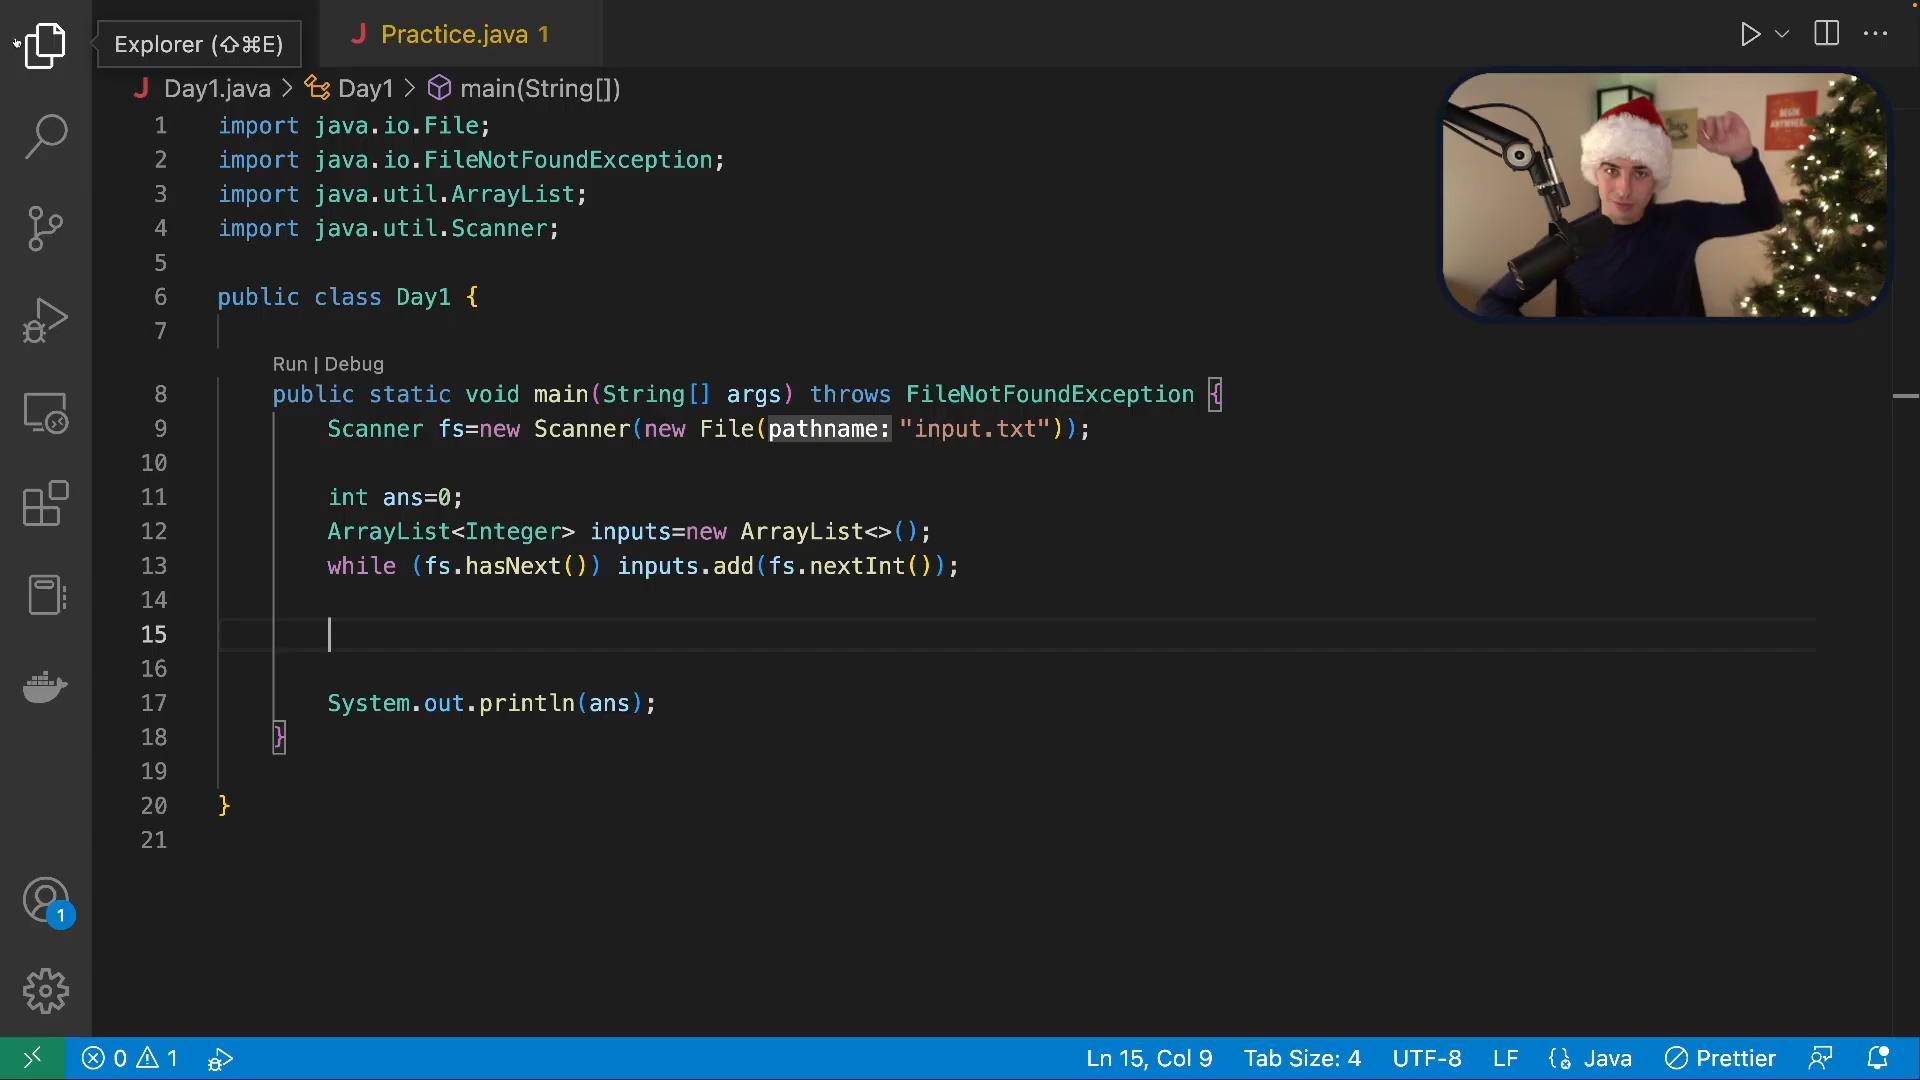 Explorer (⇧⌘E)
J Practice.java 1
J Day1.java > Day1 > main(String[])
1 import java.io.File;
2 import java.io.FileNotFoundException;
3 import java.util.ArrayList;
4 import java.util.Scanner;
5
6 public class Day1 {
7
Run | Debug
8 public static void main(String[] args) throws FileNotFoundException {
9 Scanner fs=new Scanner(new File(pathname: "input.txt"));
10
11 int ans=0;
12 ArrayList<Integer> inputs=new ArrayList<>();
13 while (fs.hasNext()) inputs.add(fs.nextInt());
14
15
16
17 System.out.println(ans);
18 }
19
20 }
21
BEGIN
ANYWHERE.
1
0 1 Ln 15, Col 9 Tab Size: 4 UTF-8 LF Java Prettier